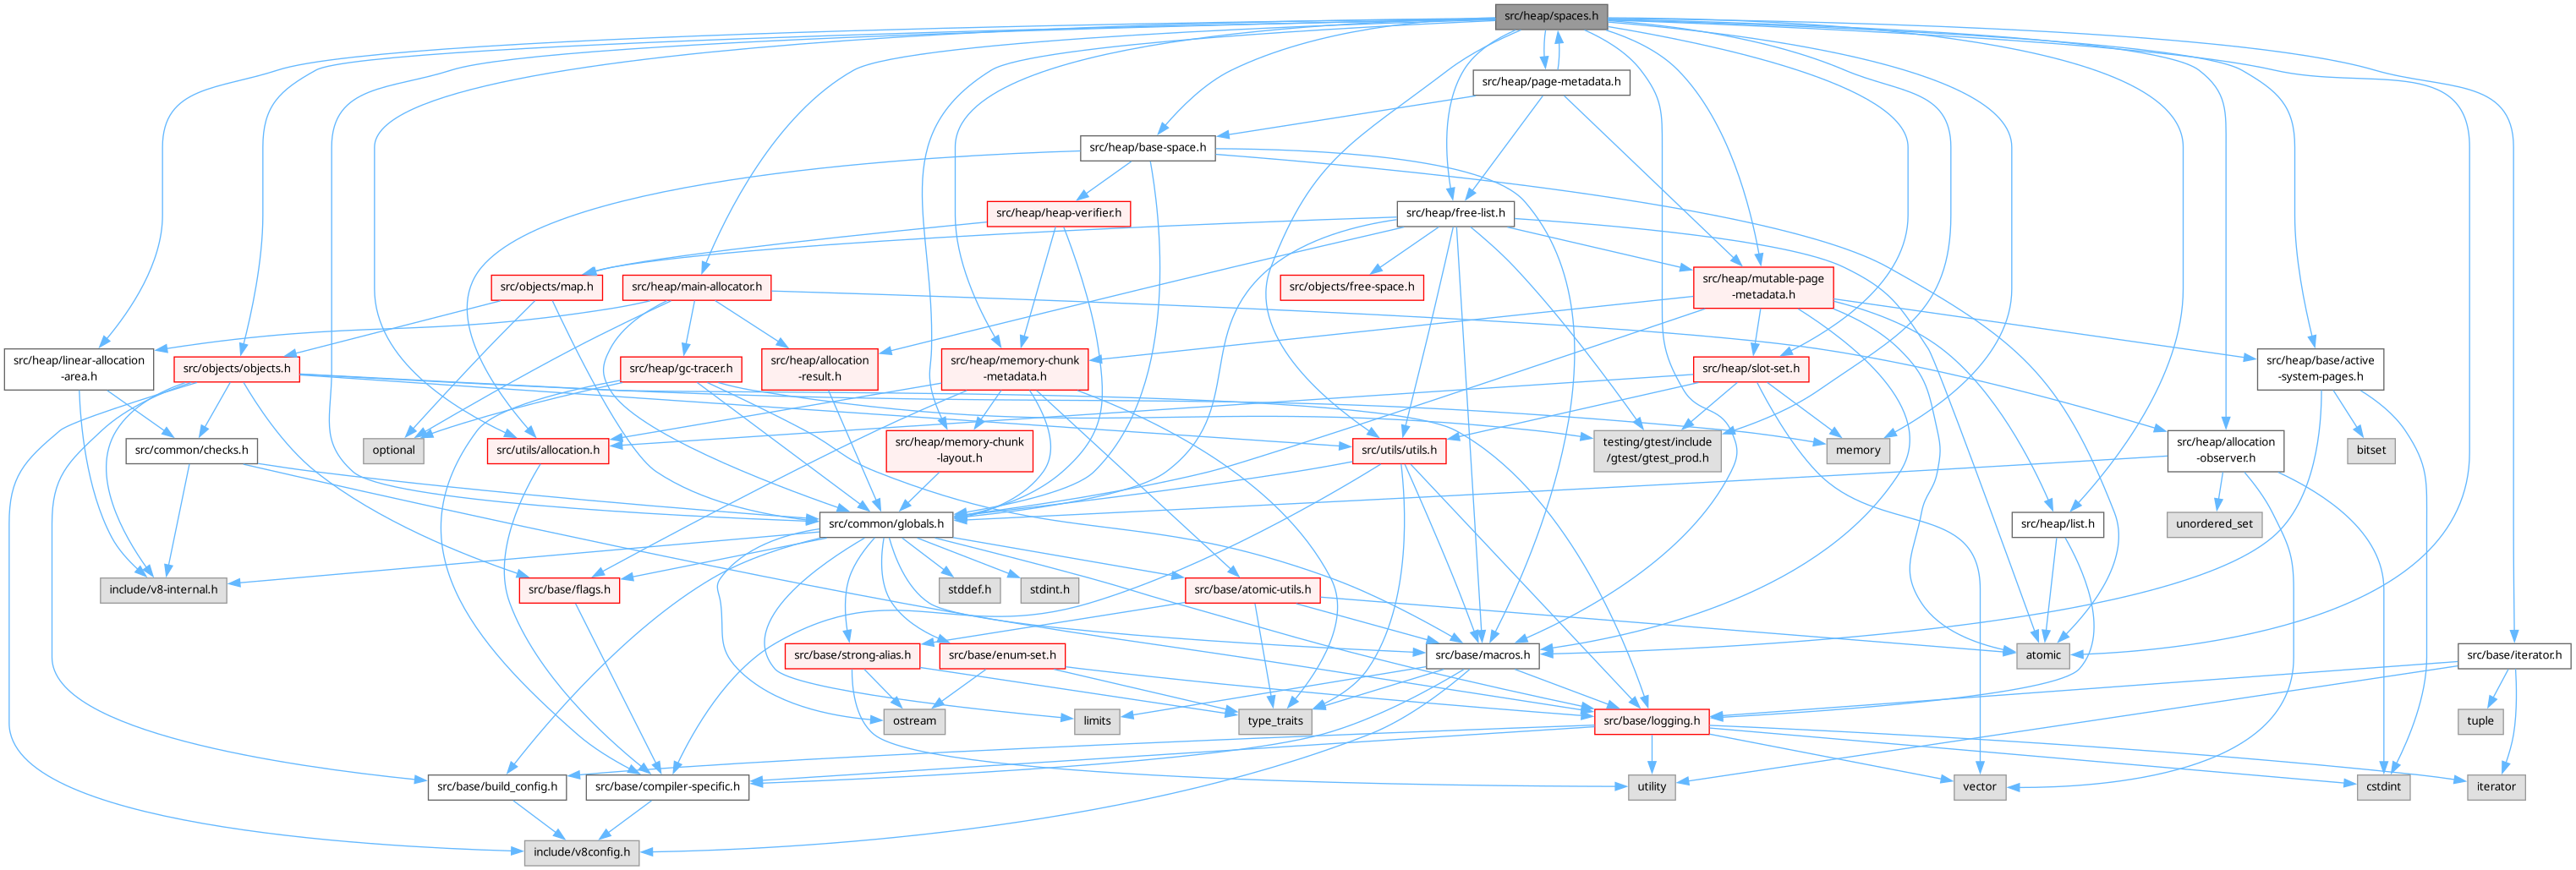 src/heap/spaces.h
src/heap/page-metadata.h
src/heap/base-space.h
src/heap/heap-verifier.h
src/heap/free-list.h
src/objects/map.h
src/heap/main-allocator.h
src/objects/free-space.h
src/heap/mutable-page
-metadata.h
src/heap/linear-allocation
-area.h
src/objects/objects.h
src/heap/gc-tracer.h
src/heap/allocation
-result.h
src/heap/memory-chunk
-metadata.h
src/heap/slot-set.h
src/heap/base/active
-system-pages.h
src/common/checks.h
optional
src/utils/allocation.h
src/heap/memory-chunk
-layout.h
src/utils/utils.h
testing/gtest/include
/gtest/gtest_prod.h
memory
src/heap/allocation
-observer.h
bitset
src/common/globals.h
src/heap/list.h
unordered_set
include/v8-internal.h
src/base/flags.h
stddef.h
stdint.h
src/base/atomic-utils.h
src/base/strong-alias.h
src/base/enum-set.h
src/base/macros.h
atomic
src/base/iterator.h
ostream
limits
type_traits
src/base/logging.h
tuple
src/base/build_config.h
src/base/compiler-specific.h
utility
vector
cstdint
iterator
include/v8config.h